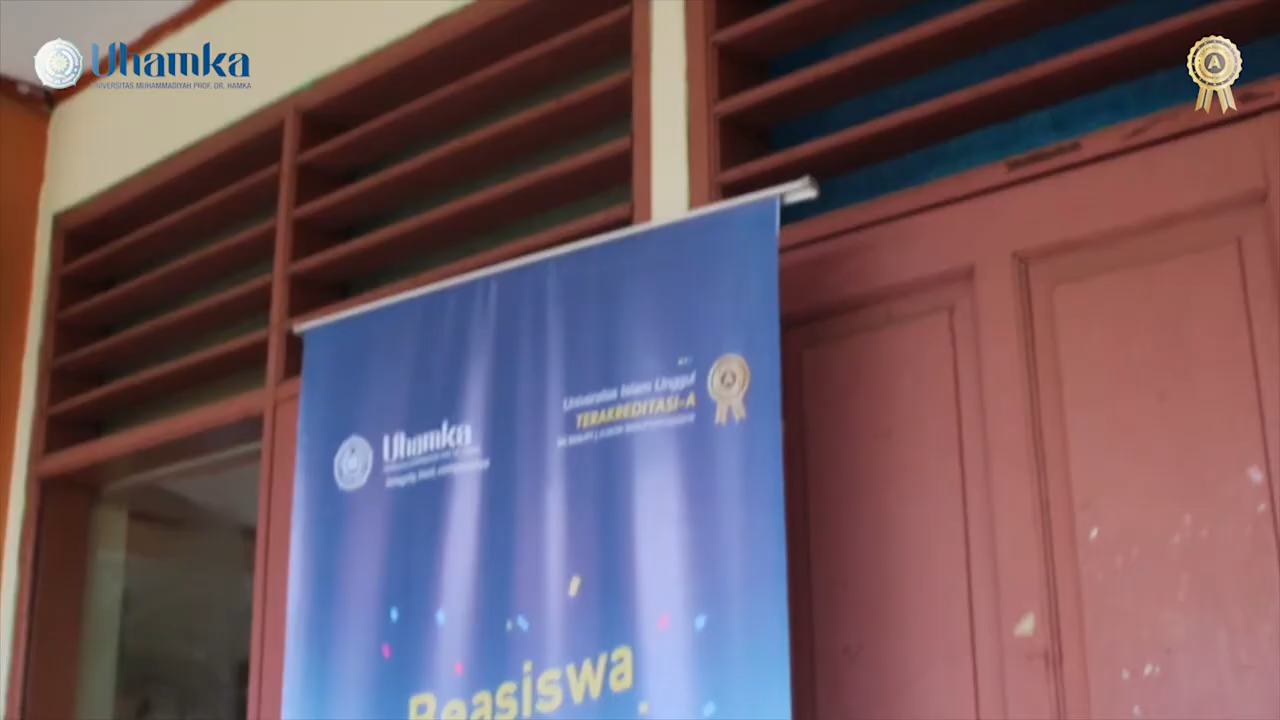 Uhamka
UNIVERSITAS MUHAMMADIYAH PROF. DR. HAMKA
A
Universitas Islam Unggul
TERAKREDITASI-A
A
Uhamka
Beasiswa